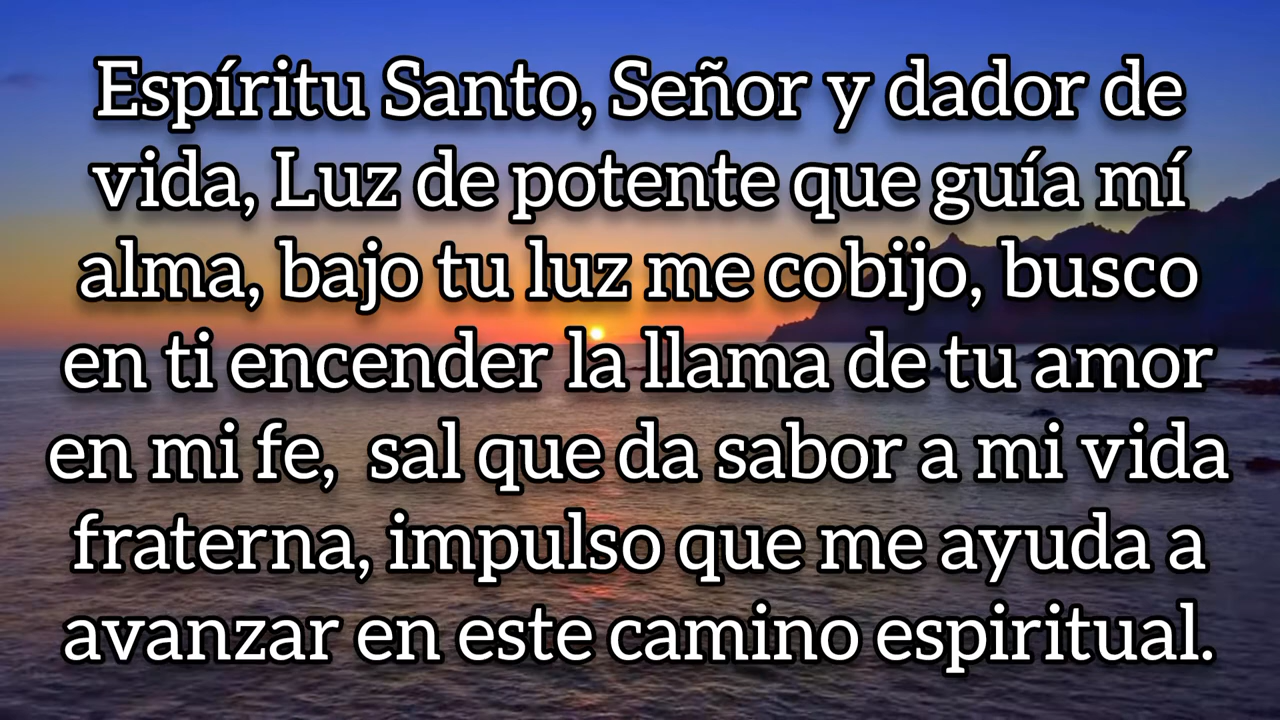 Espíritu Santo, Señor y dador de
vida, Luz de potente que guía mí
alma, bajo tu luz me cobijo, busco
en ti encender la llama de tu amor
en mi fe,  sal que da sabor a mi vida
fraterna, impulso que me ayuda a
avanzar en este camino espiritual.